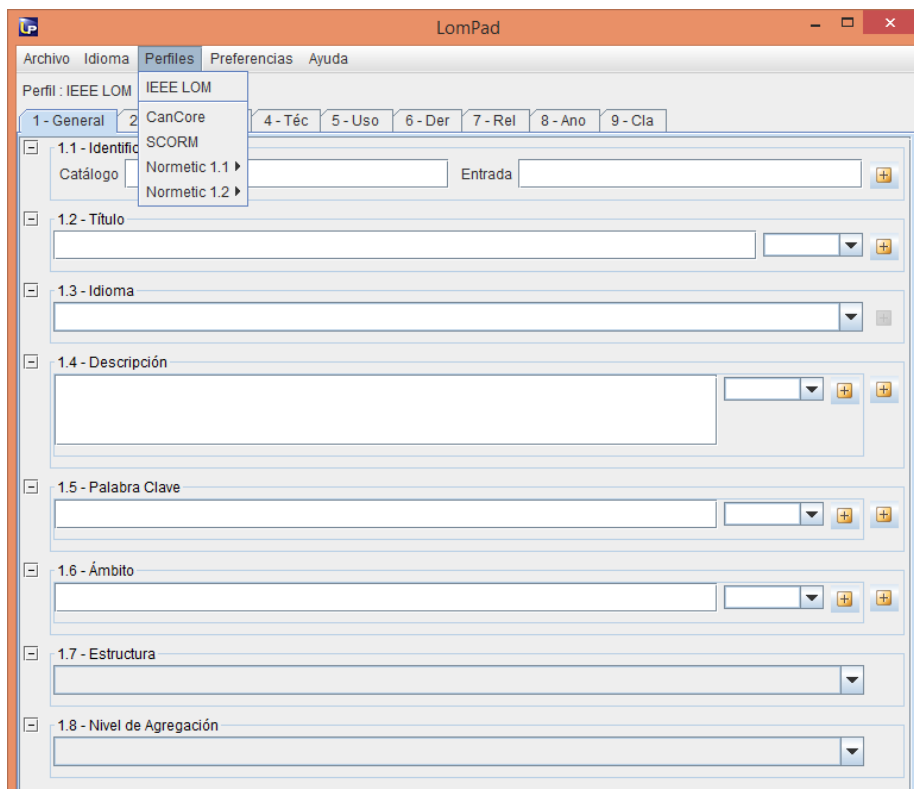 LP LomPad
Archivo Idioma Perfiles Preferencias Ayuda
Perfil : IEEE LOM
IEEE LOM
CanCore
SCORM
Normetic 1.1
Normetic 1.2
1 - General 2 4 - Téc 5 - Uso 6 - Der 7 - Rel 8 - Ano 9 - Cla
1.1 - Identific
Catálogo Entrada
1.2 - Título
1.3 - Idioma
1.4 - Descripción
1.5 - Palabra Clave
1.6 - Ámbito
1.7 - Estructura
1.8 - Nivel de Agregación